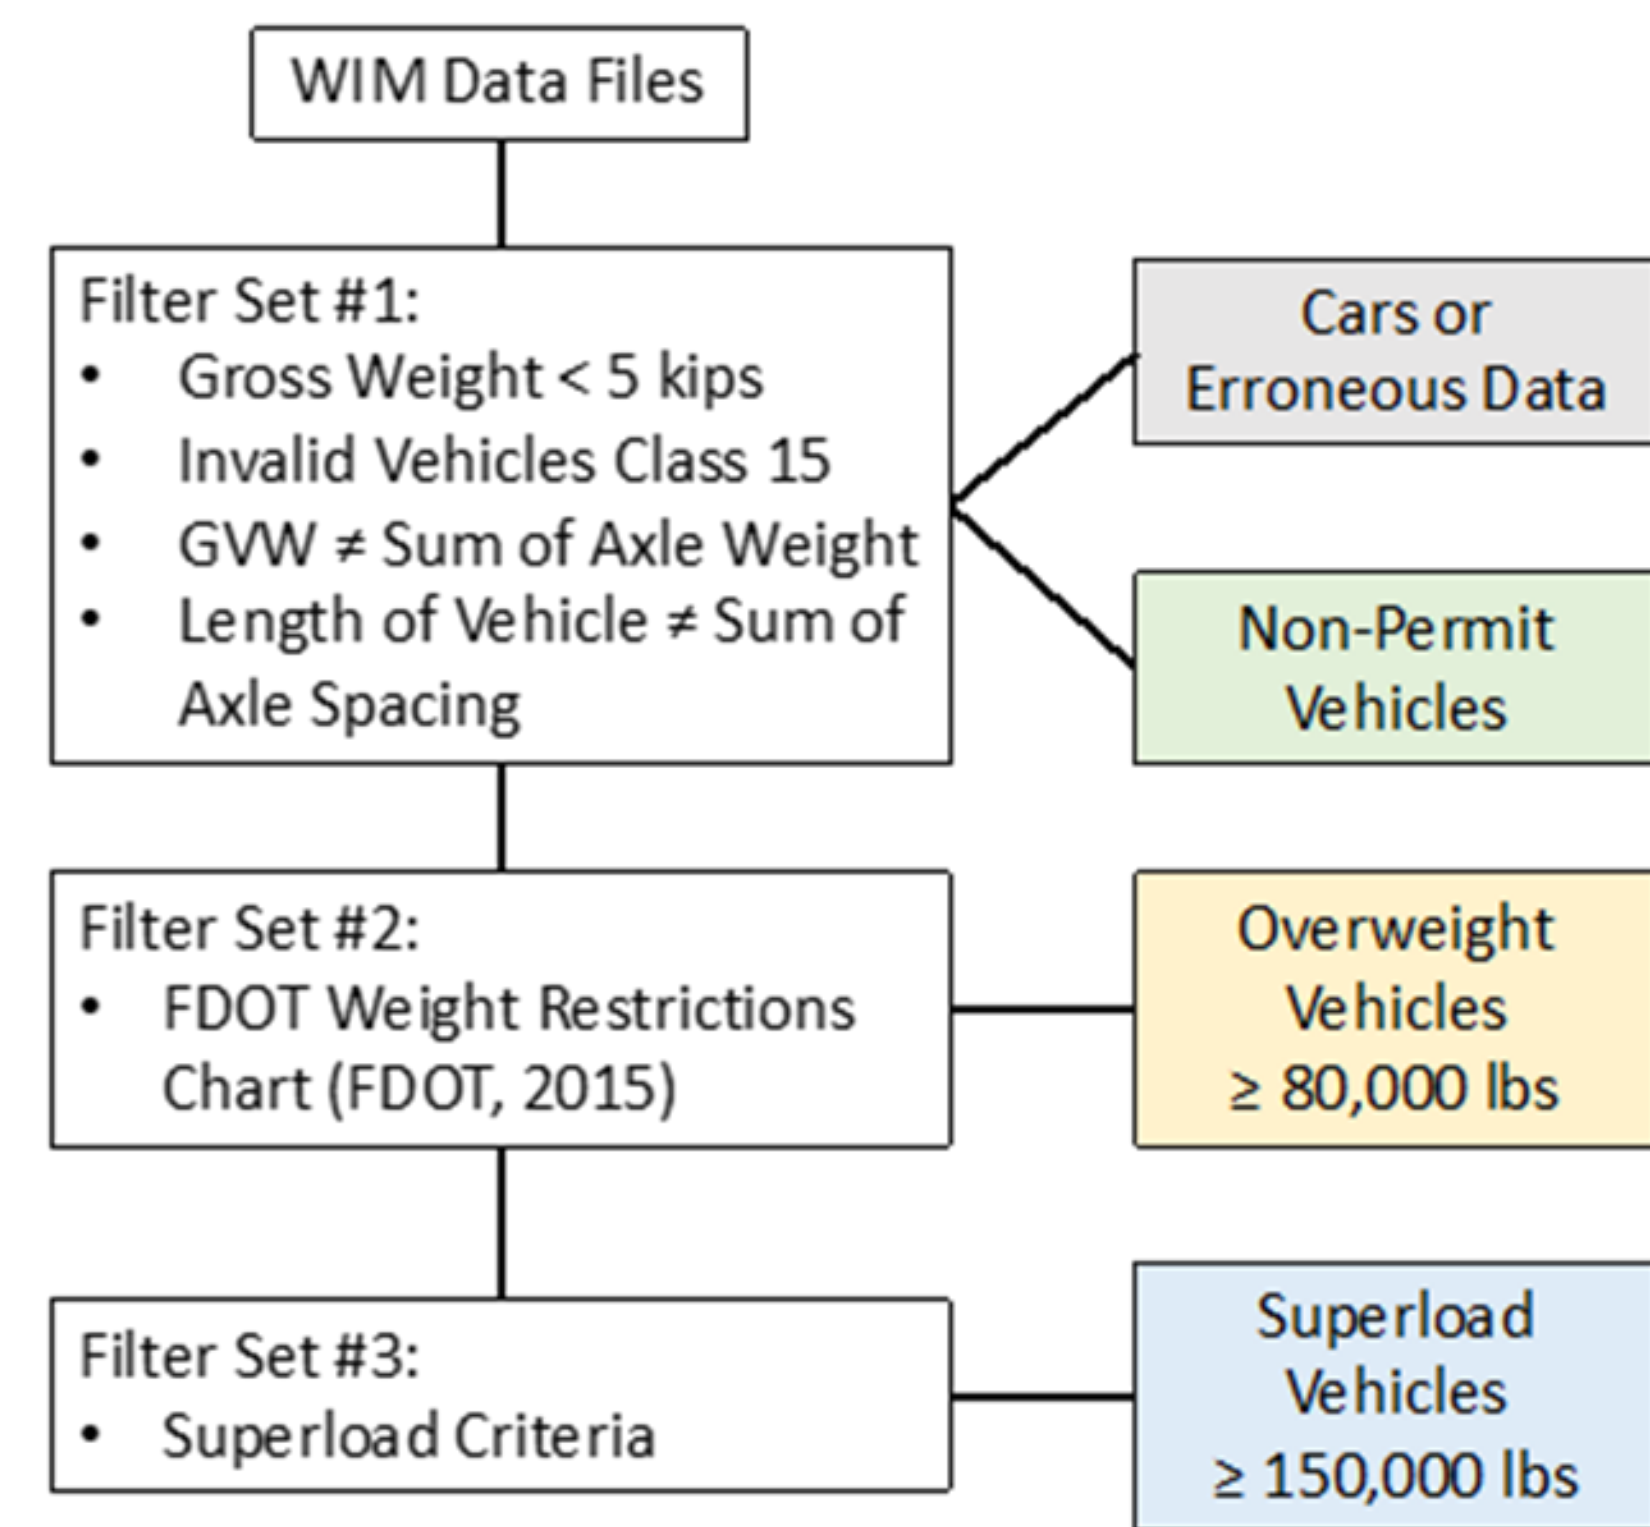 WIM Data Files
Filter Set #1:
• Gross Weight < 5 kips
• Invalid Vehicles Class 15
• GVW ≠ Sum of Axle Weight
• Length of Vehicle ≠ Sum of
Axle Spacing
Cars or
Erroneous Data
Non-Permit
Vehicles
Filter Set #2:
• FDOT Weight Restrictions
Chart (FDOT, 2015)
Overweight
Vehicles
≥ 80,000 lbs
Filter Set #3:
• Superload Criteria
Superload
Vehicles
≥ 150,000 lbs